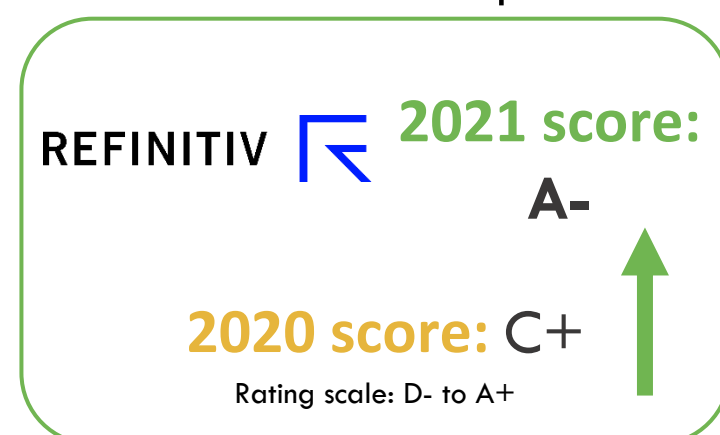 2021 score:
REFINITIV
A-
2020 score: C+
Rating scale: D- to A+